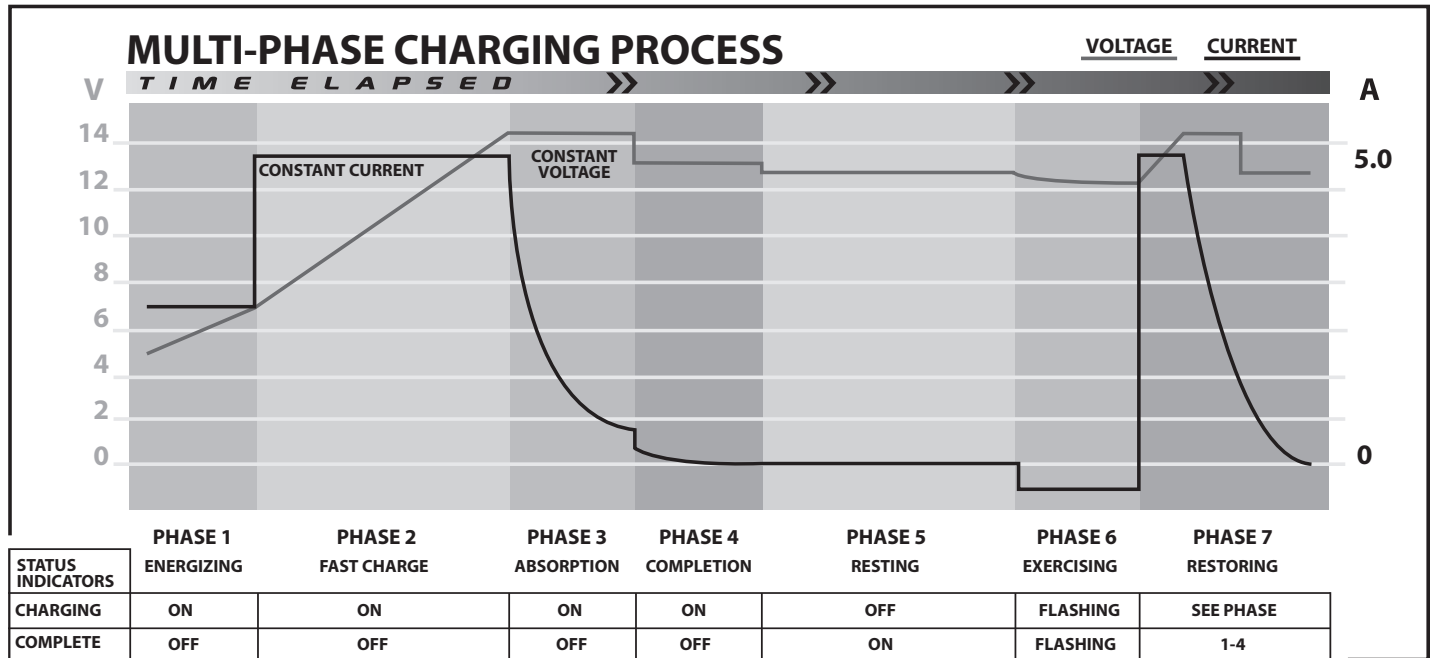 MULTI-PHASE CHARGING PROCESS
VOLTAGE CURRENT
TIME ELAPSED
V
A
14
12
10
8
6
4
2
0
5.0
0
CONSTANT CURRENT
CONSTANT
VOLTAGE
PHASE 1 PHASE 2 PHASE 3 PHASE 4 PHASE 5 PHASE 6 PHASE 7
STATUS
INDICATORS
ENERGIZING FAST CHARGE ABSORPTION COMPLETION RESTING EXERCISING RESTORING
CHARGING ON ON ON ON OFF FLASHING SEE PHASE
COMPLETE OFF OFF OFF OFF ON FLASHING 1-4